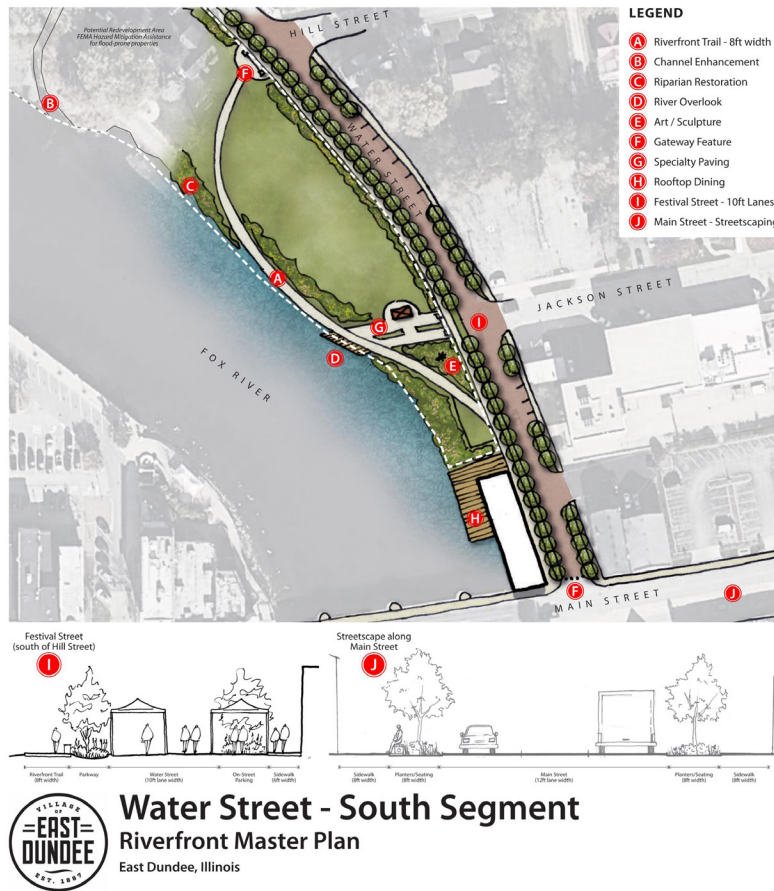 Potential Redevelopment Area
FEMA Hazard Mitigation Assistance
for flood-prone properties
HILL STREET
WATER STREET
JACKSON STREET
FOX RIVER
MAIN STREET
F
B
C
A
G
I
D
E
H
F
J
LEGEND
A Riverfront Trail - 8ft width
B Channel Enhancement
C Riparian Restoration
D River Overlook
E Art / Sculpture
F Gateway Feature
G Specialty Paving
H Rooftop Dining
I Festival Street - 10ft Lanes
J Main Street - Streetscaping
Festival Street
(south of Hill Street)
I
Riverfront Trail
(8ft width)
Parkway
Water Street
(10ft lane width)
On-Street
Parking
Sidewalk
(6ft width)
Streetscape along
Main Street
J
Sidewalk
(8ft width)
Planters/Seating
(8ft width)
Main Street
(12ft lane width)
Planters/Seating
(8ft width)
Sidewalk
(8ft width)
VILLAGE
OF
EAST
DUNDEE
EST. 1887
Water Street - South Segment
Riverfront Master Plan
East Dundee, Illinois